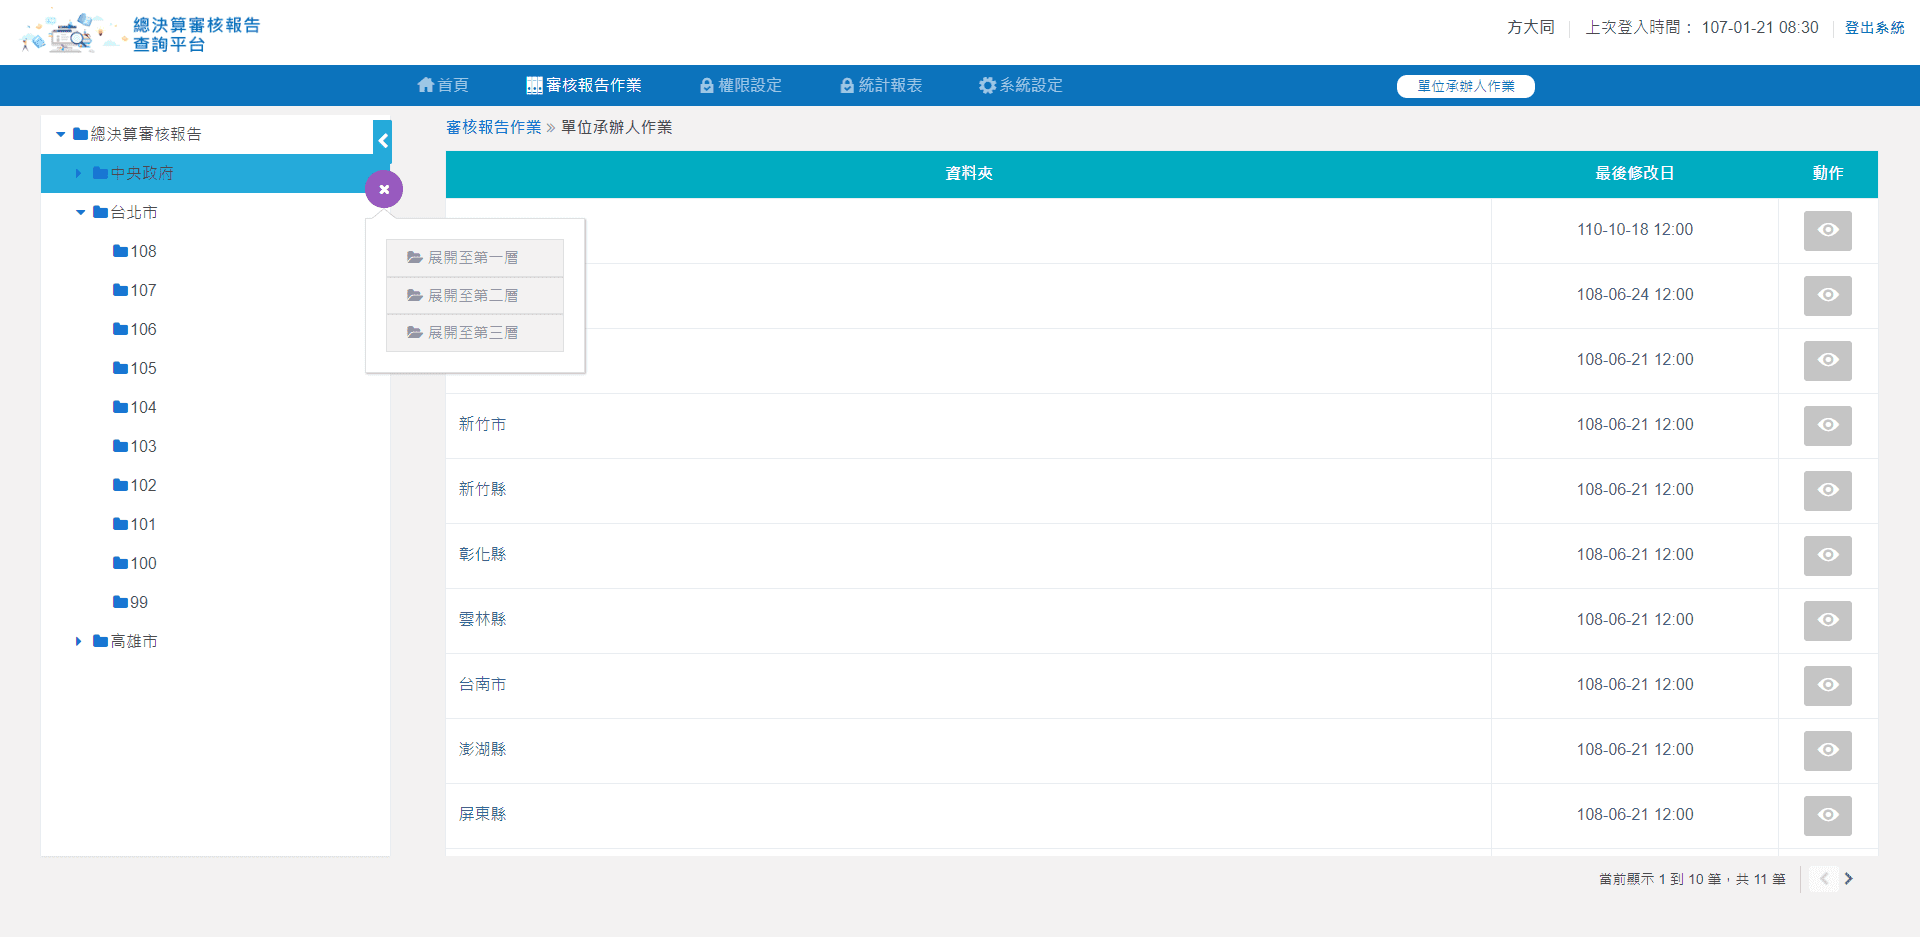 總決算審核報告
查詢平台
方大同
上次登入時間： 107-01-21 08:30
登出系統
首頁
審核報告作業
權限設定
統計報表
系統設定
單位承辦人作業
總決算審核報告
中央政府
台北市
108
107
106
105
104
103
102
101
100
99
高雄市
展開至第一層
展開至第二層
展開至第三層
審核報告作業 » 單位承辦人作業
資料夾 最後修改日 動作
110-10-18 12:00
108-06-24 12:00
108-06-21 12:00
新竹市 108-06-21 12:00
新竹縣 108-06-21 12:00
彰化縣 108-06-21 12:00
雲林縣 108-06-21 12:00
台南市 108-06-21 12:00
澎湖縣 108-06-21 12:00
屏東縣 108-06-21 12:00
當前顯示 1 到 10 筆，共 11 筆